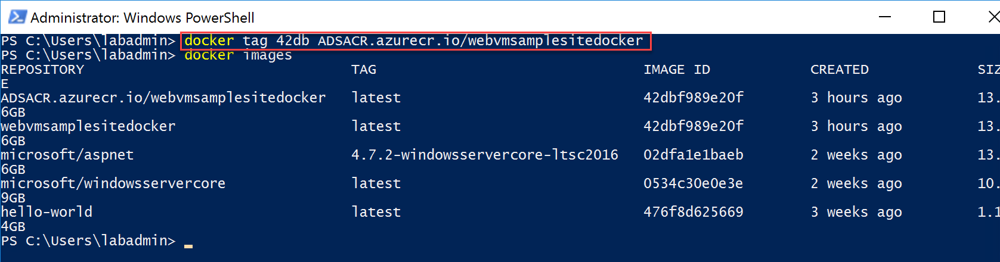 Administrator: Windows PowerShell
PS C:\Users\labadmin> docker tag 42db ADSACR.azurecr.io/webvmsamplesitedocker
PS C:\Users\labadmin> docker images
REPOSITORY TAG IMAGE ID CREATED SIZ
E
ADSACR.azurecr.io/webvmsamplesitedocker latest 42dbf989e20f 3 hours ago 13.
6GB
webvmsamplesitedocker latest 42dbf989e20f 3 hours ago 13.
6GB
microsoft/aspnet 4.7.2-windowsservercore-ltsc2016 02dfa1e1baeb 2 weeks ago 13.
6GB
microsoft/windowsservercore latest 0534c30e0e3e 2 weeks ago 10.
9GB
hello-world latest 476f8d625669 3 weeks ago 1.1
4GB
PS C:\Users\labadmin>